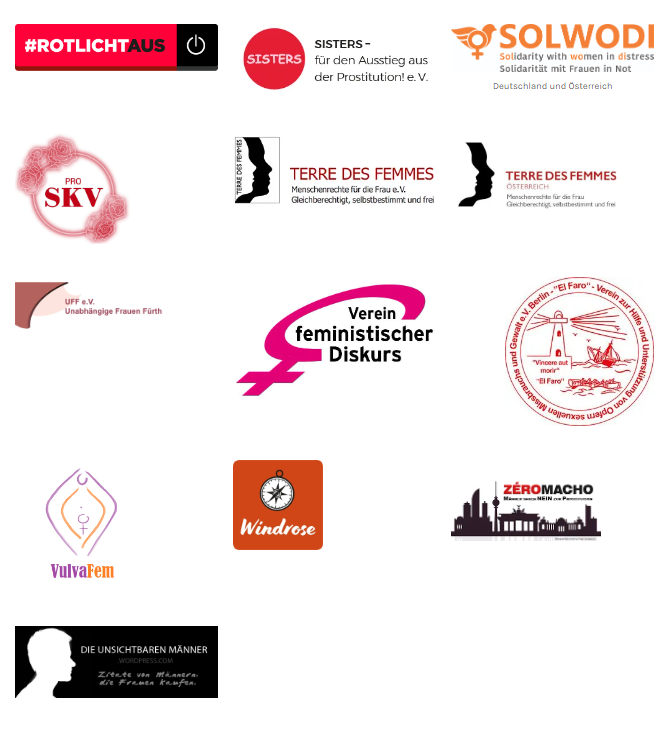 #ROTLICHTAUS
SISTERS
SISTERS –
für den Ausstieg aus
der Prostitution! e. V.
SOLWODI
Solidarity with women in distress
Solidarität mit Frauen in Not
Deutschland und Österreich
PRO
SKV
TERRE DES FEMMES
TERRE DES FEMMES
Menschenrechte für die Frau e.V.
Gleichberechtigt, selbstbestimmt und frei
TERRE DES FEMMES
ÖSTERREICH
Menschenrechte für die Frau
Gleichberechtigt, selbstbestimmt und frei
UFF e.V.
Unabhängige Frauen Fürth
Verein
feministischer
Diskurs
"El Faro" - Verein zur Hilfe und Unterstützung von Opfern sexuellen Missbrauchs und Gewalt e.V. Berlin -
"Vincere aut
morir"
"El Faro"
VulvaFem
Windrose
ZÉROMACHO
Männer sagen NEIN zur Prostitution
DIE UNSICHTBAREN MÄNNER
.WORDPRESS.COM
Zitate von Männern,
die Frauen kaufen.